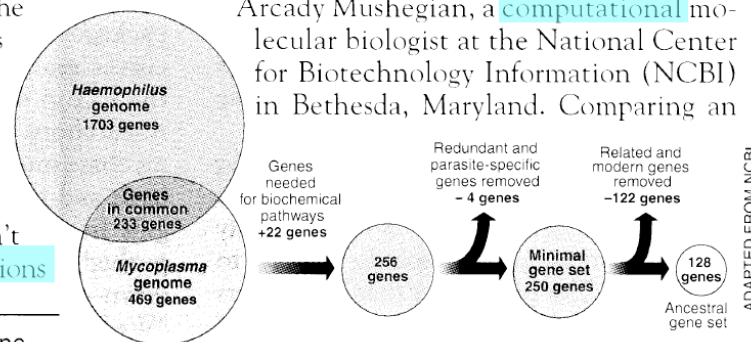 he
s
Arcady Mushegian, a computational mo-
lecular biologist at the National Center
for Biotechnology Information (NCBI)
in Bethesda, Maryland. Comparing an
Haemophilus
genome
1703 genes
Genes
in common
233 genes
Mycoplasma
genome
469 genes
Genes
needed
for biochemical
pathways
+22 genes
256
genes
Redundant and
parasite-specific
genes removed
– 4 genes
Minimal
gene set
250 genes
Related and
modern genes
removed
–122 genes
128
genes
Ancestral
gene set
ADAPTED FROM NCBI
't
ions